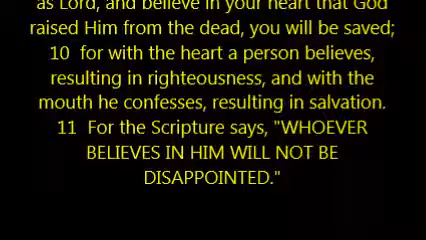 as Lord, and believe in your heart that God
raised Him from the dead, you will be saved;
10 for with the heart a person believes,
resulting in righteousness, and with the
mouth he confesses, resulting in salvation.
11 For the Scripture says, "WHOEVER
BELIEVES IN HIM WILL NOT BE
DISAPPOINTED."